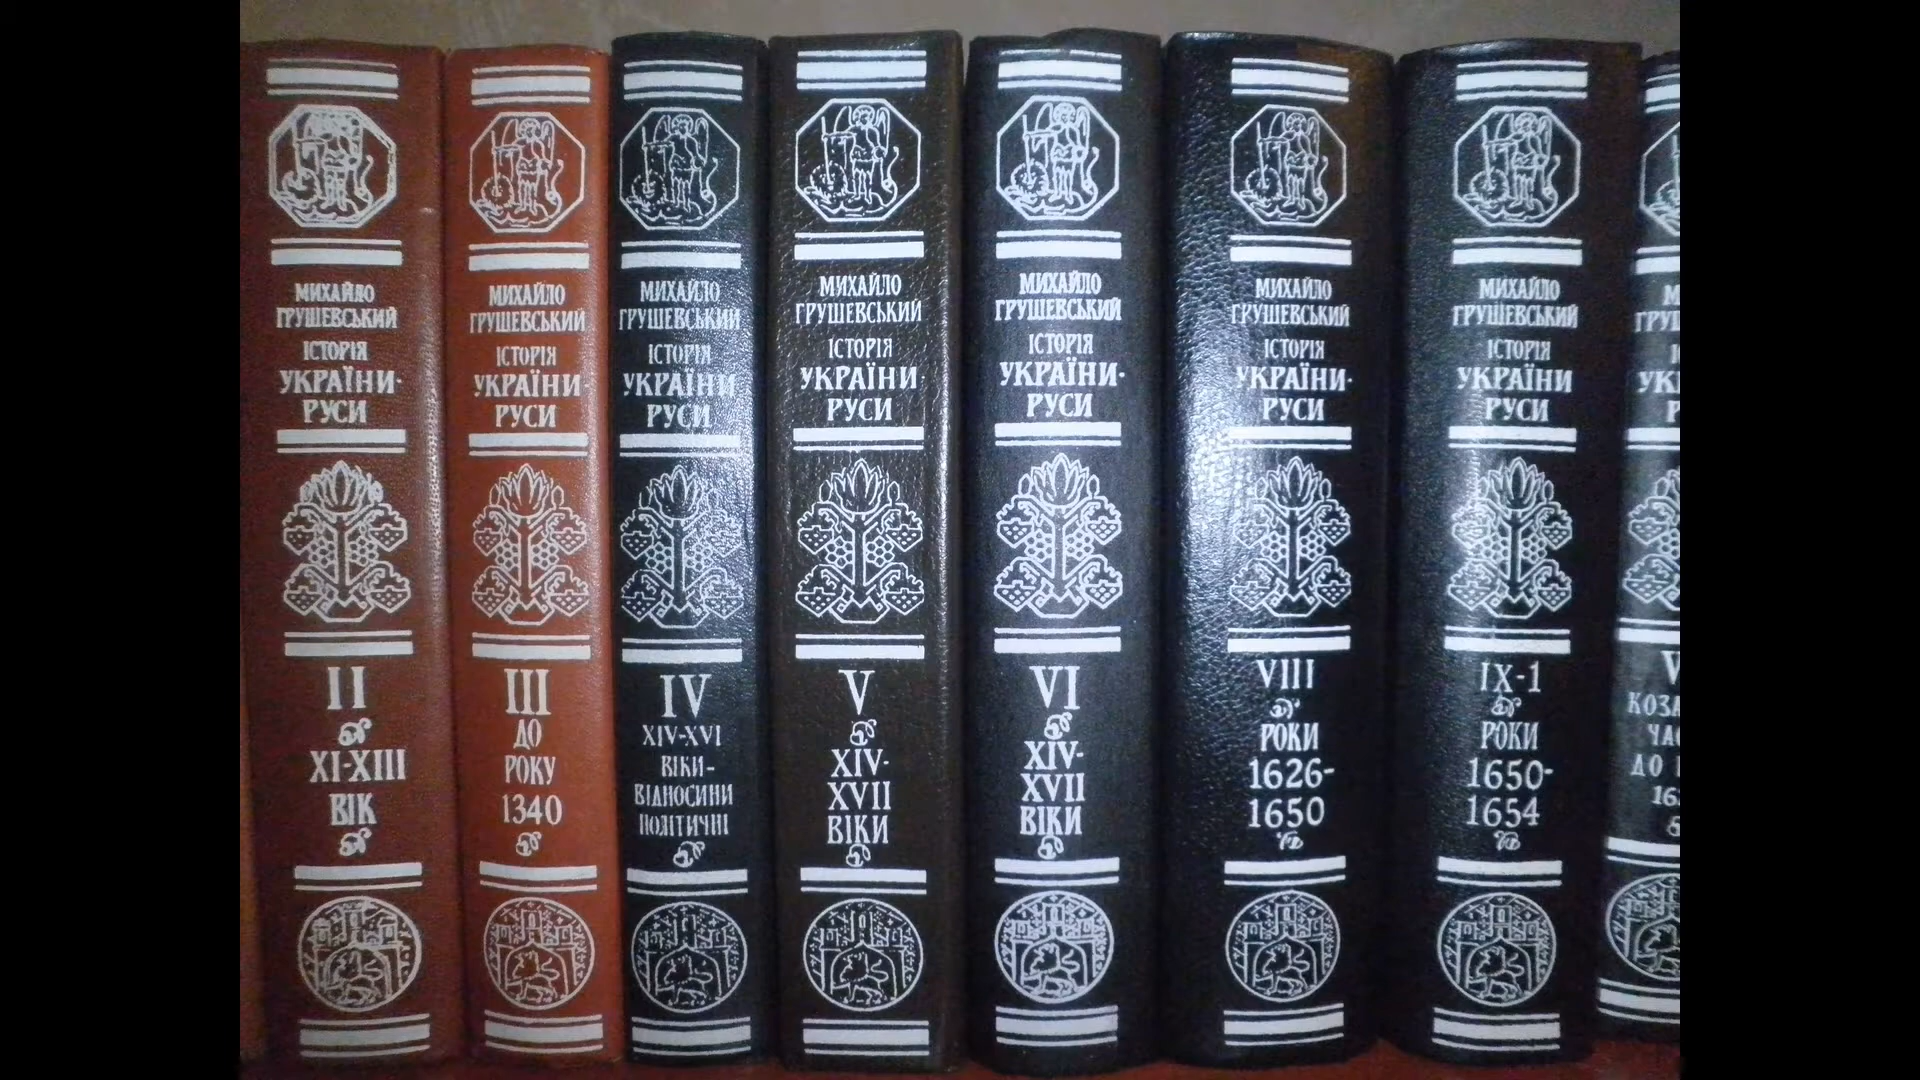 МИХАЙЛО
ГРУШЕВСЬКИЙ
ІСТОРІЯ
УКРАЇНИ-
РУСИ
II
XI-XIII
ВІК
МИХАЙЛО
ГРУШЕВСЬКИЙ
ІСТОРІЯ
УКРАЇНИ-
РУСИ
III
ДО
РОКУ
1340
МИХАЙЛО
ГРУШЕВСЬКИЙ
ІСТОРІЯ
УКРАЇНИ
РУСИ
IV
XIV-XVI
ВІКИ-
ВІДНОСИНИ
ПОЛІТИЧНІ
МИХАЙЛО
ГРУШЕВСЬКИЙ
ІСТОРІЯ
УКРАЇНИ-
РУСИ
V
XIV-
XVII
ВІКИ
МИХАЙЛО
ГРУШЕВСЬКИЙ
ІСТОРІЯ
УКРАЇНИ-
РУСИ
VI
XIV-
XVII
ВІКИ
МИХАЙЛО
ГРУШЕВСЬКИЙ
ІСТОРІЯ
УКРАЇНИ-
РУСИ
VIII
РОКИ
1626-
1650
МИХАЙЛО
ГРУШЕВСЬКИЙ
ІСТОРІЯ
УКРАЇНИ
РУСИ
IX-1
РОКИ
1650-
1654
ДО